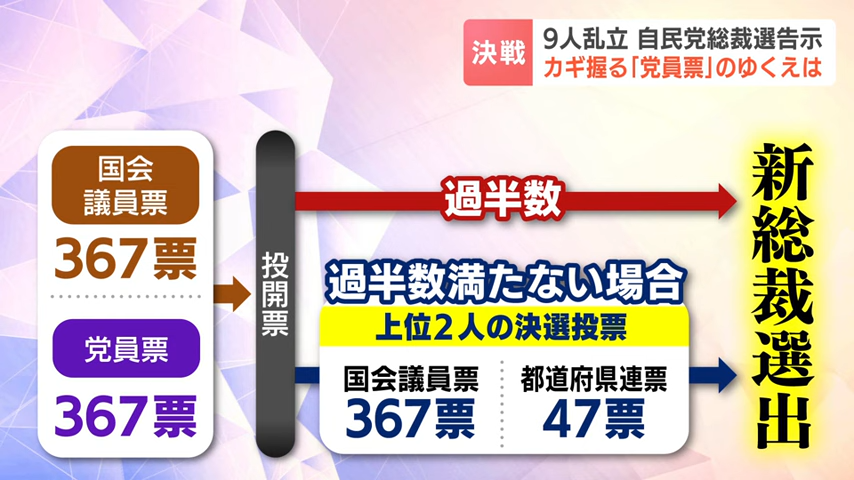 決戦
9人乱立 自民党総裁選告示
カギ握る「党員票」のゆくえは
国会
議員票
367票
党員票
367票
投開票
過半数
過半数満たない場合
上位2人の決選投票
国会議員票
367票
都道府県連票
47票
新総裁選出